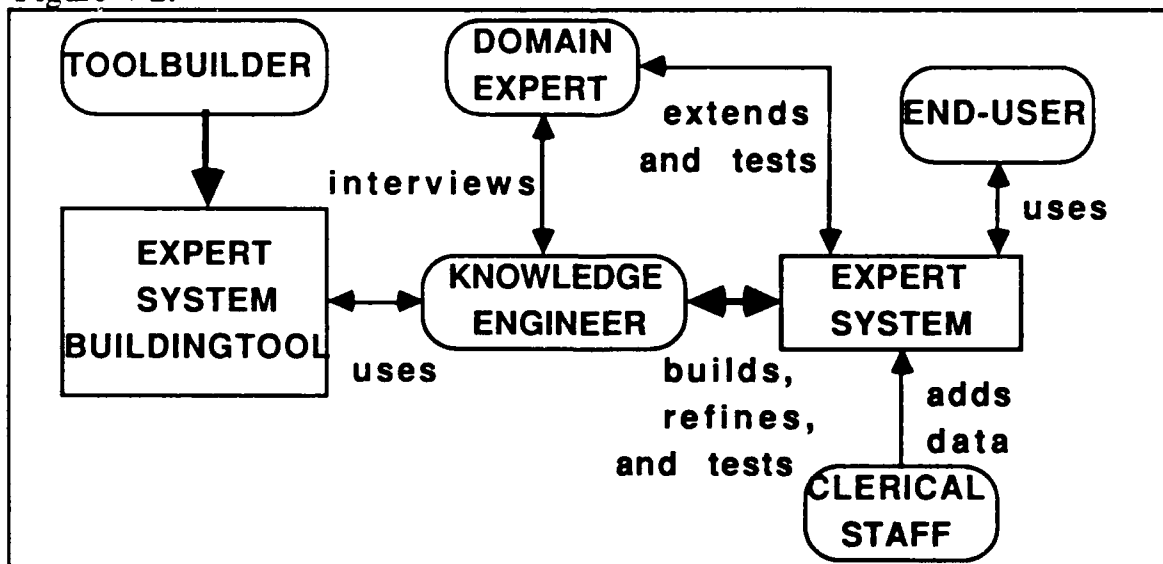 TOOLBUILDER
DOMAIN
EXPERT
extends
and tests
END-USER
interviews
uses
EXPERT
SYSTEM
BUILDINGTOOL
KNOWLEDGE
ENGINEER
EXPERT
SYSTEM
uses
builds,
refines,
and tests
adds
data
CLERICAL
STAFF